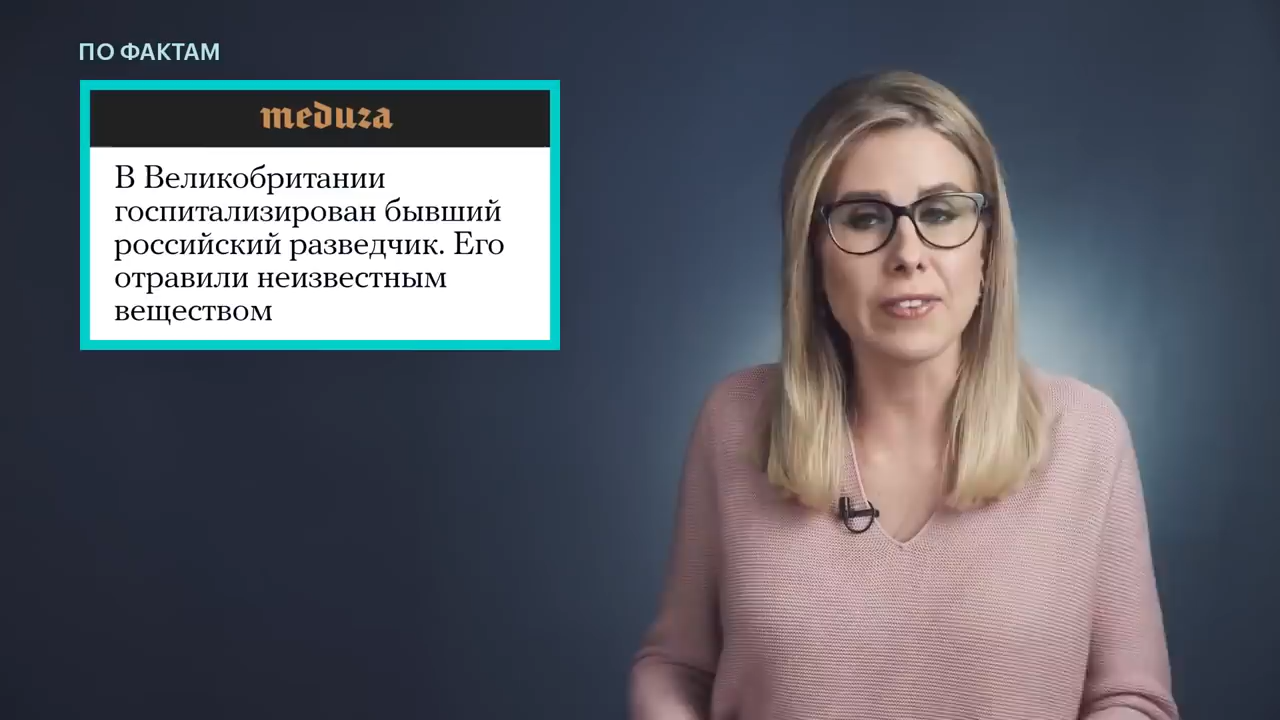 ПО ФАКТАМ
meduza
В Великобритании
госпитализирован бывший
российский разведчик. Его
отравили неизвестным
веществом